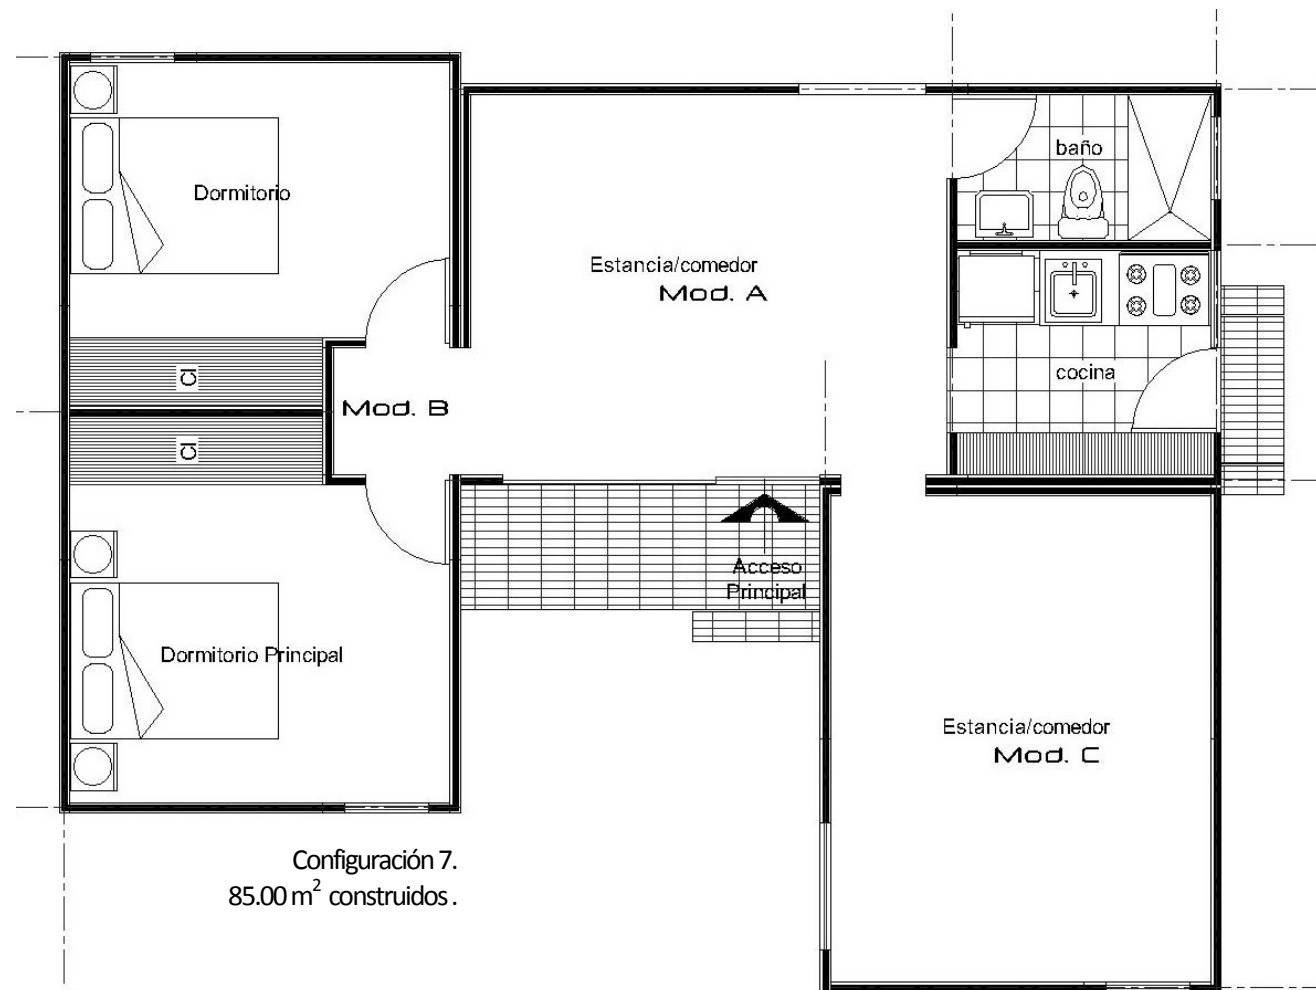 baño
Dormitorio
Estancia/comedor
Mod. A
cocina
Cl
Mod. B
Cl
Acceso
Principal
Dormitorio Principal
Estancia/comedor
Mod. C
Configuración 7.
85.00 m² construidos .